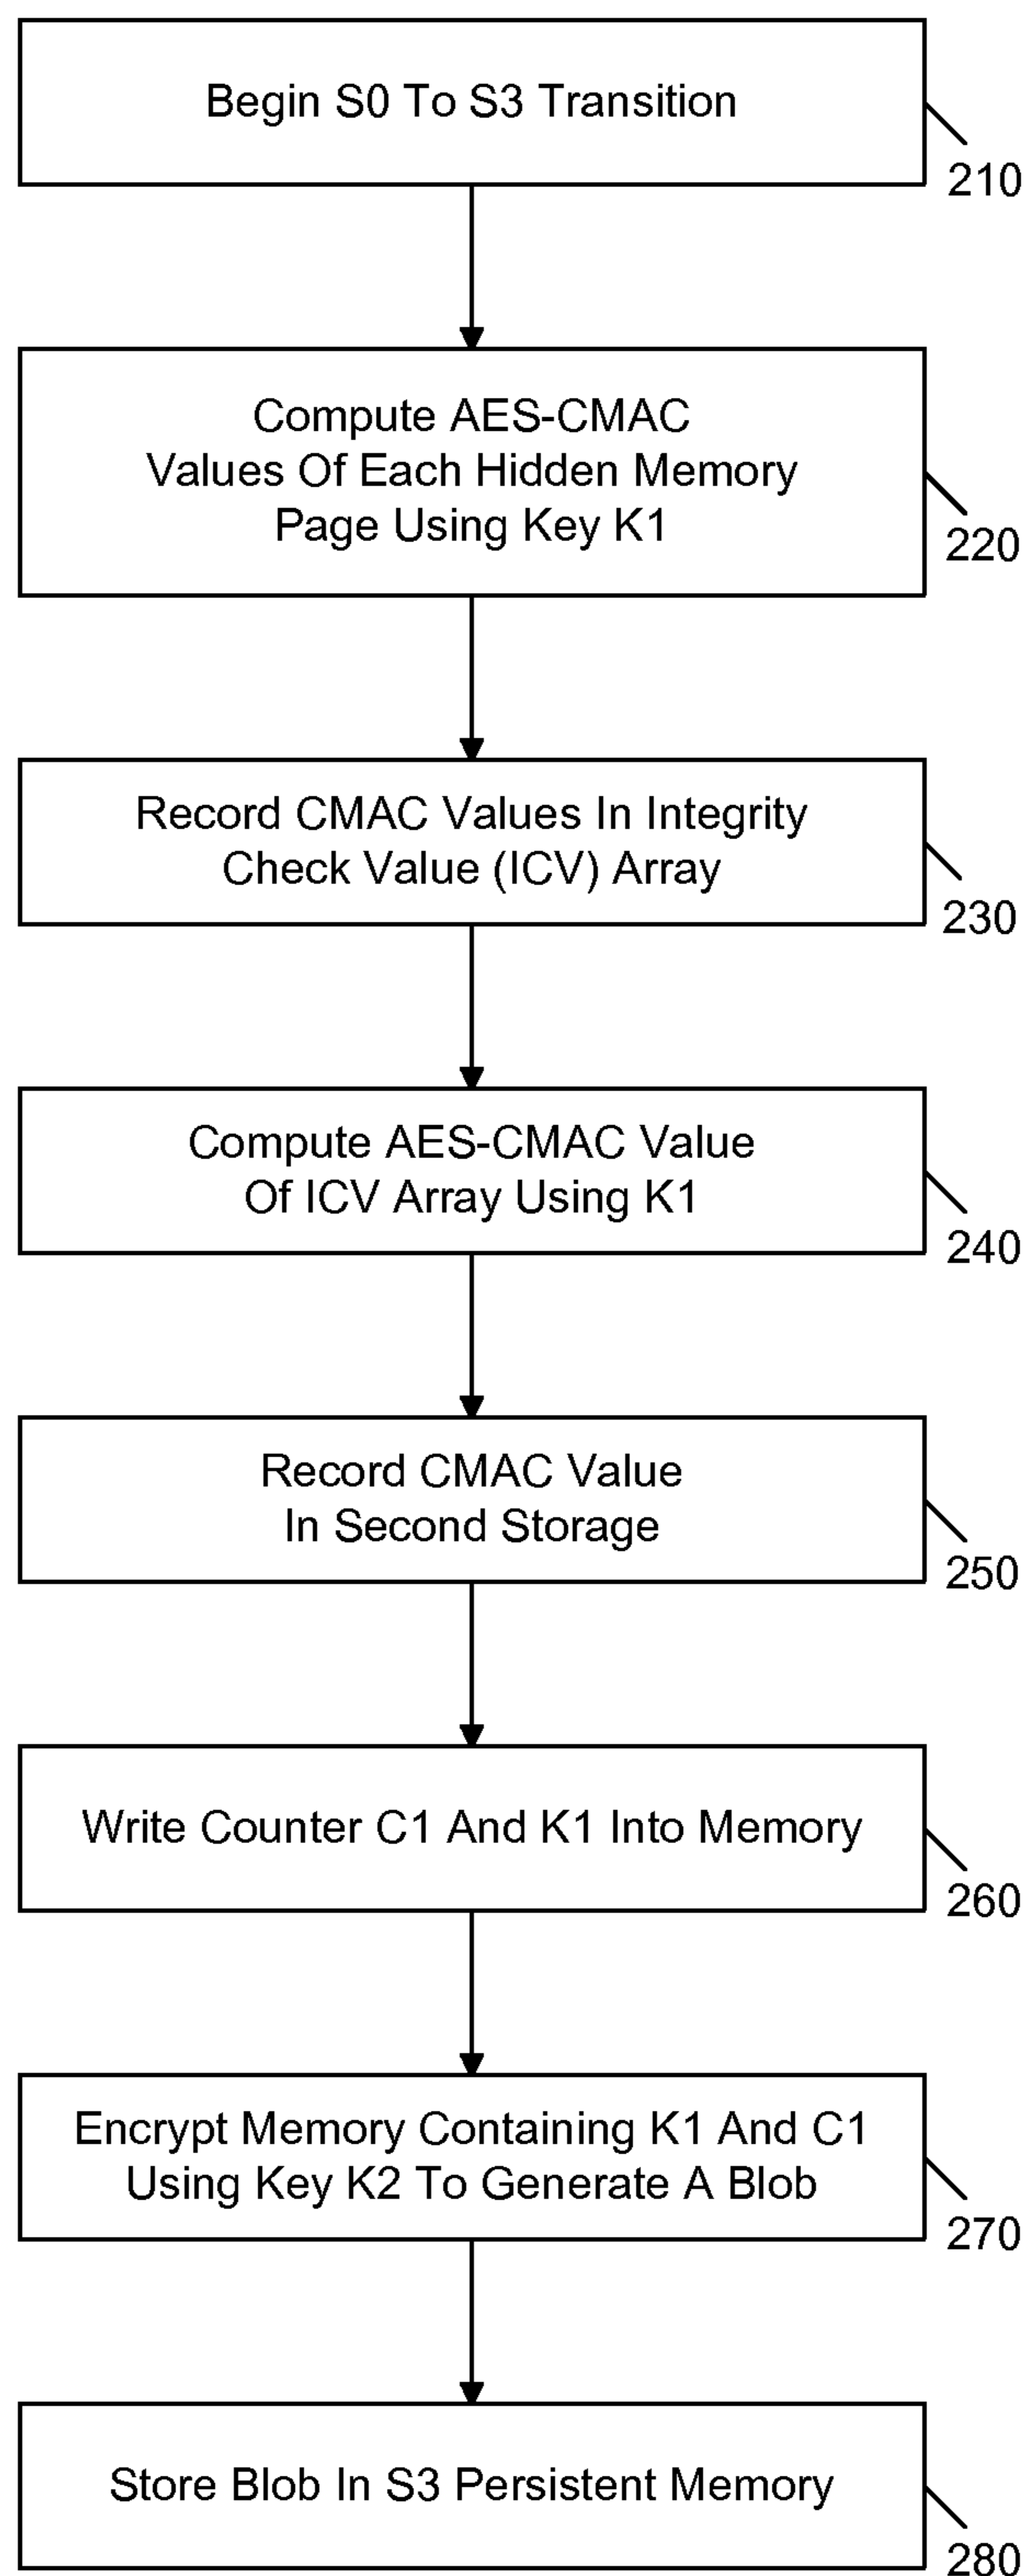 Begin S0 To S3 Transition
210
Compute AES-CMAC
Values Of Each Hidden Memory
Page Using Key K1
220
Record CMAC Values In Integrity
Check Value (ICV) Array
230
Compute AES-CMAC Value
Of ICV Array Using K1
240
Record CMAC Value
In Second Storage
250
Write Counter C1 And K1 Into Memory
260
Encrypt Memory Containing K1 And C1
Using Key K2 To Generate A Blob
270
Store Blob In S3 Persistent Memory
280